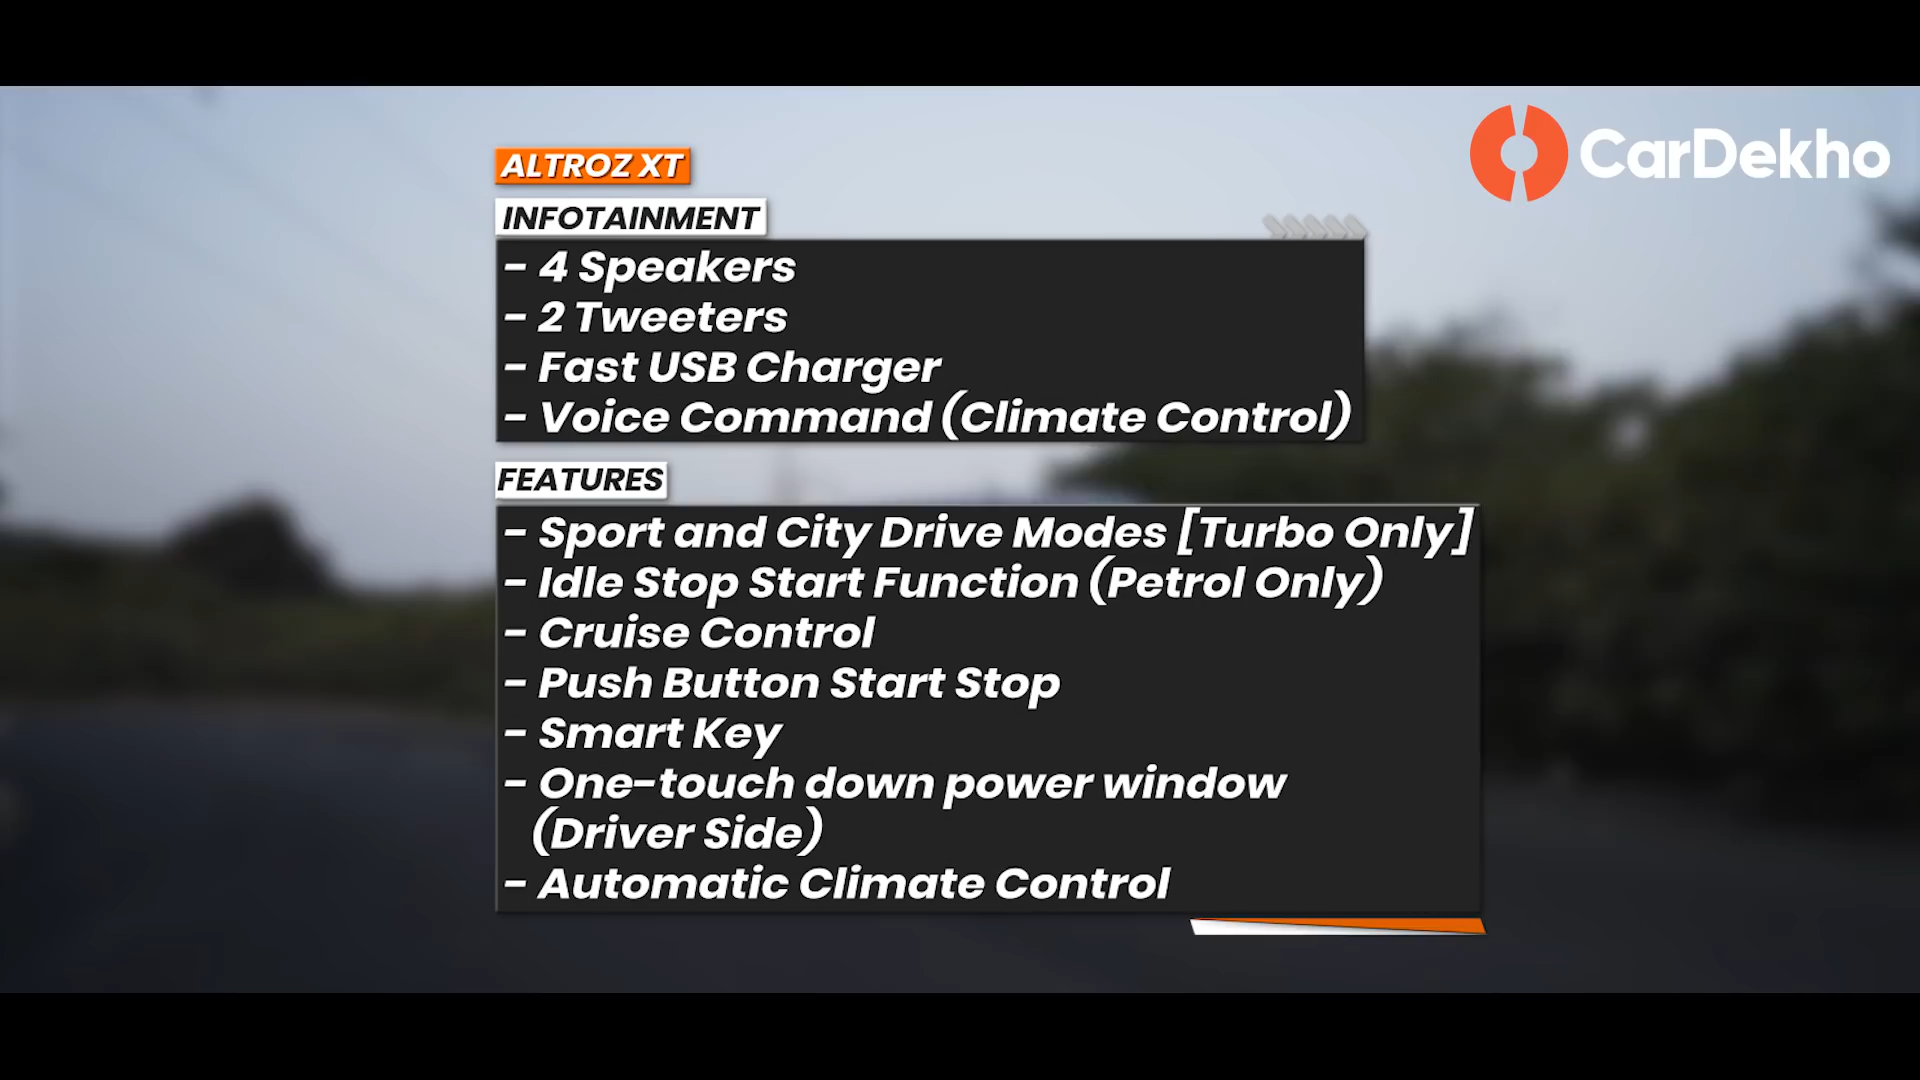 CarDekho
ALTROZ XT
INFOTAINMENT
- 4 Speakers
- 2 Tweeters
- Fast USB Charger
- Voice Command (Climate Control)
FEATURES
- Sport and City Drive Modes [Turbo Only]
- Idle Stop Start Function (Petrol Only)
- Cruise Control
- Push Button Start Stop
- Smart Key
- One-touch down power window
(Driver Side)
- Automatic Climate Control